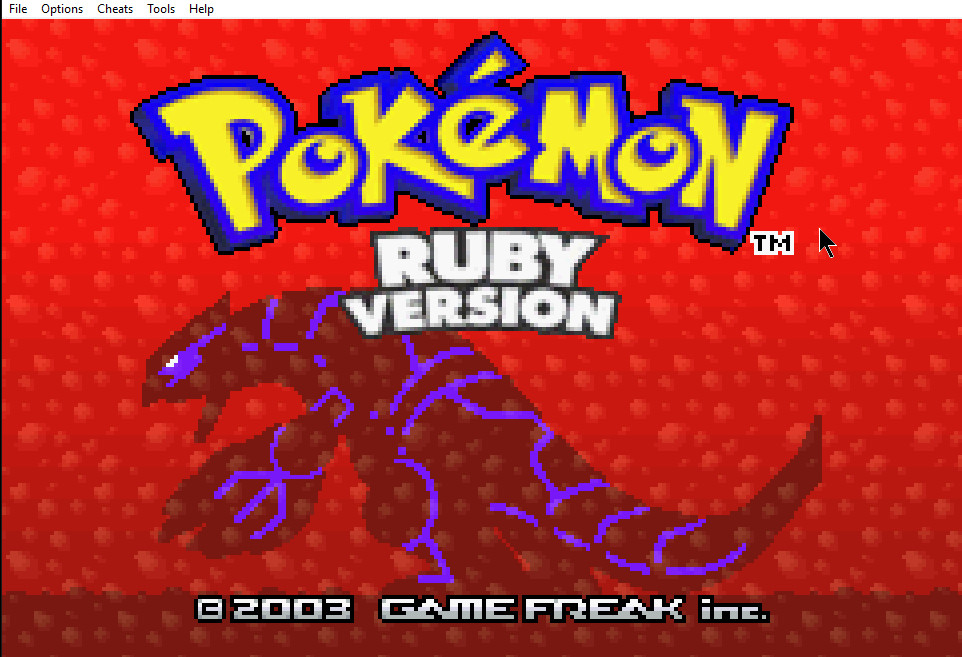 File Options Cheats Tools Help
POKéMON
TM
RUBY
VERSION
© 2003 GAME FREAK inc.